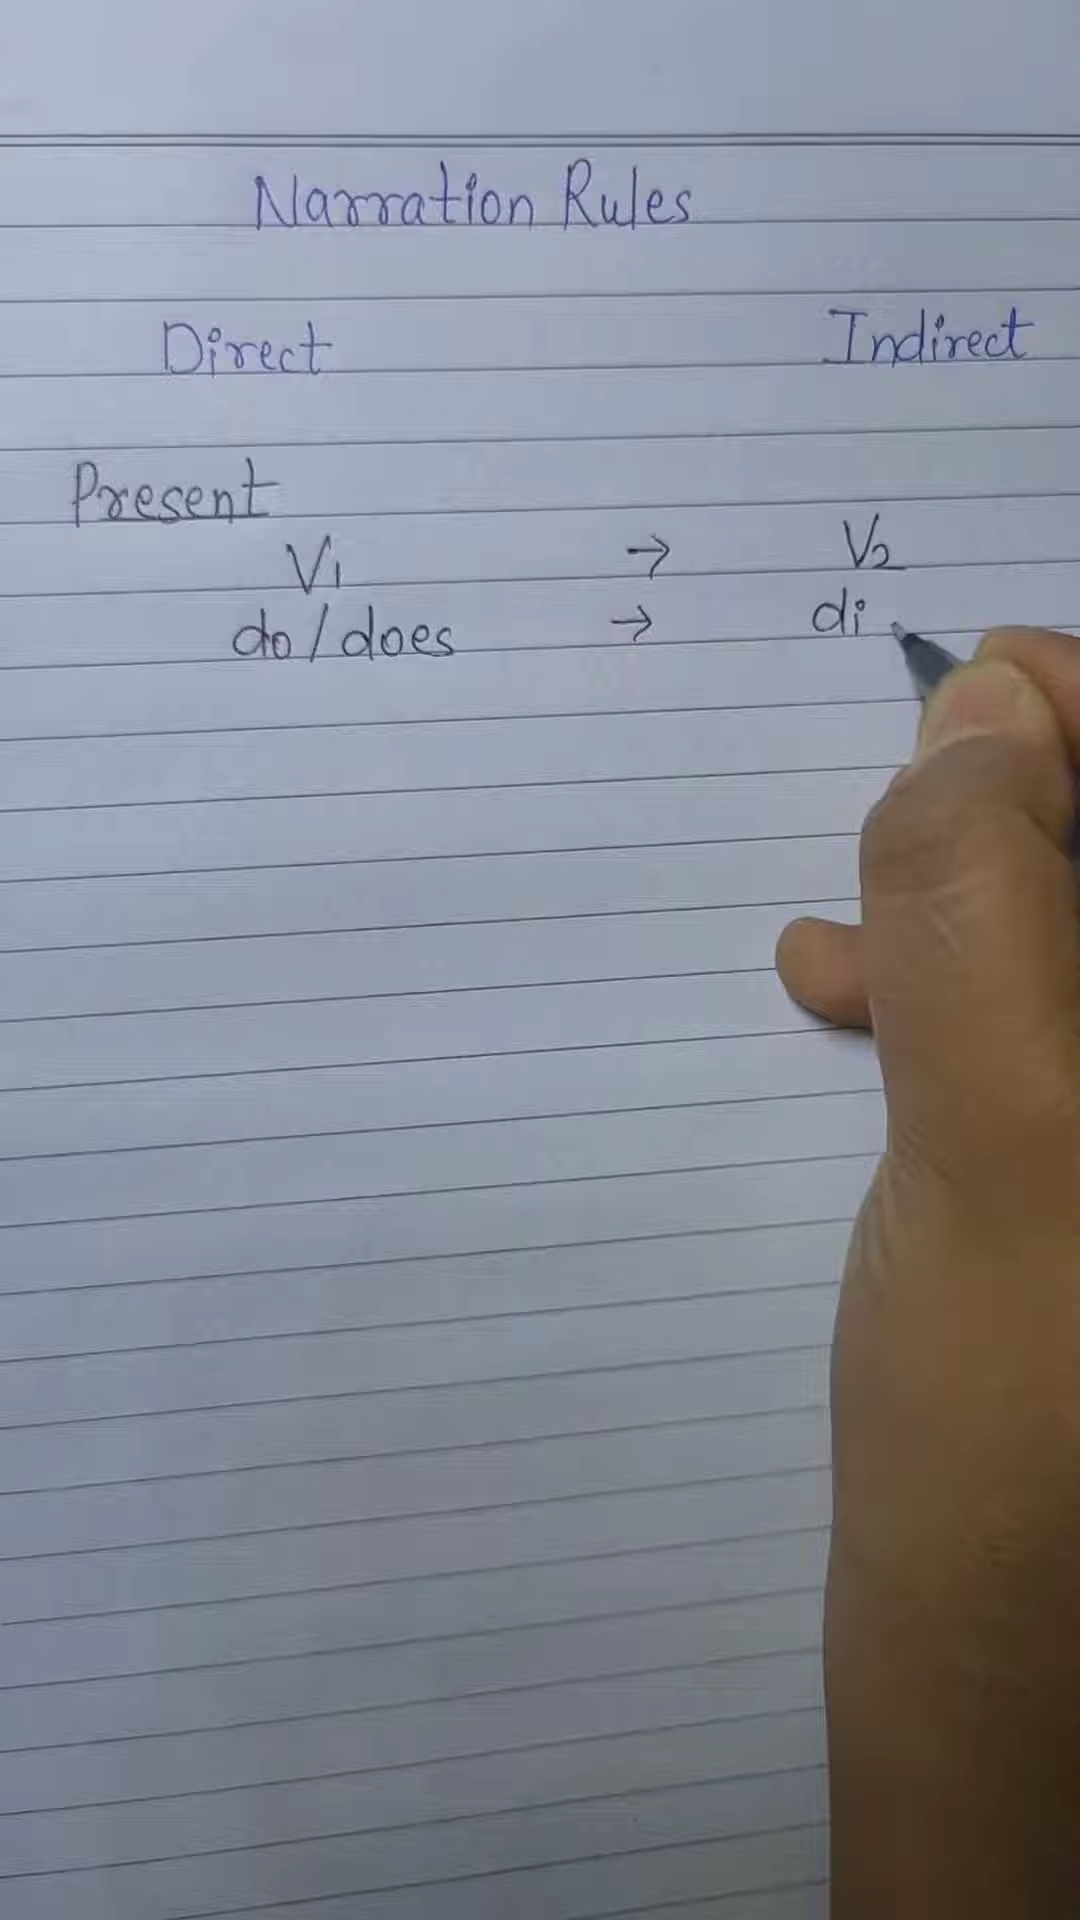 Narration Rules
Direct Indirect
Present
V1 → V2
do/does → di